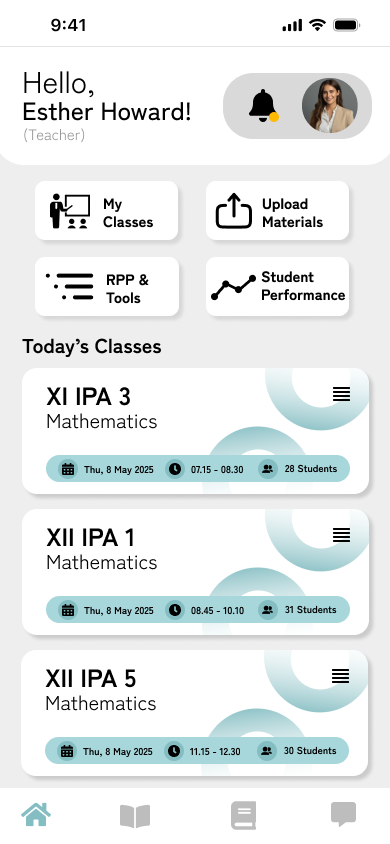 9:41
Hello,
Esther Howard!
(Teacher)
My
Classes
Upload
Materials
RPP &
Tools
Student
Performance
Today's Classes
XI IPA 3
Mathematics
Thu, 8 May 2025 07.15 - 08.30 28 Students
XII IPA 1
Mathematics
Thu, 8 May 2025 08.45 - 10.10 31 Students
XII IPA 5
Mathematics
Thu, 8 May 2025 11.15 - 12.30 30 Students